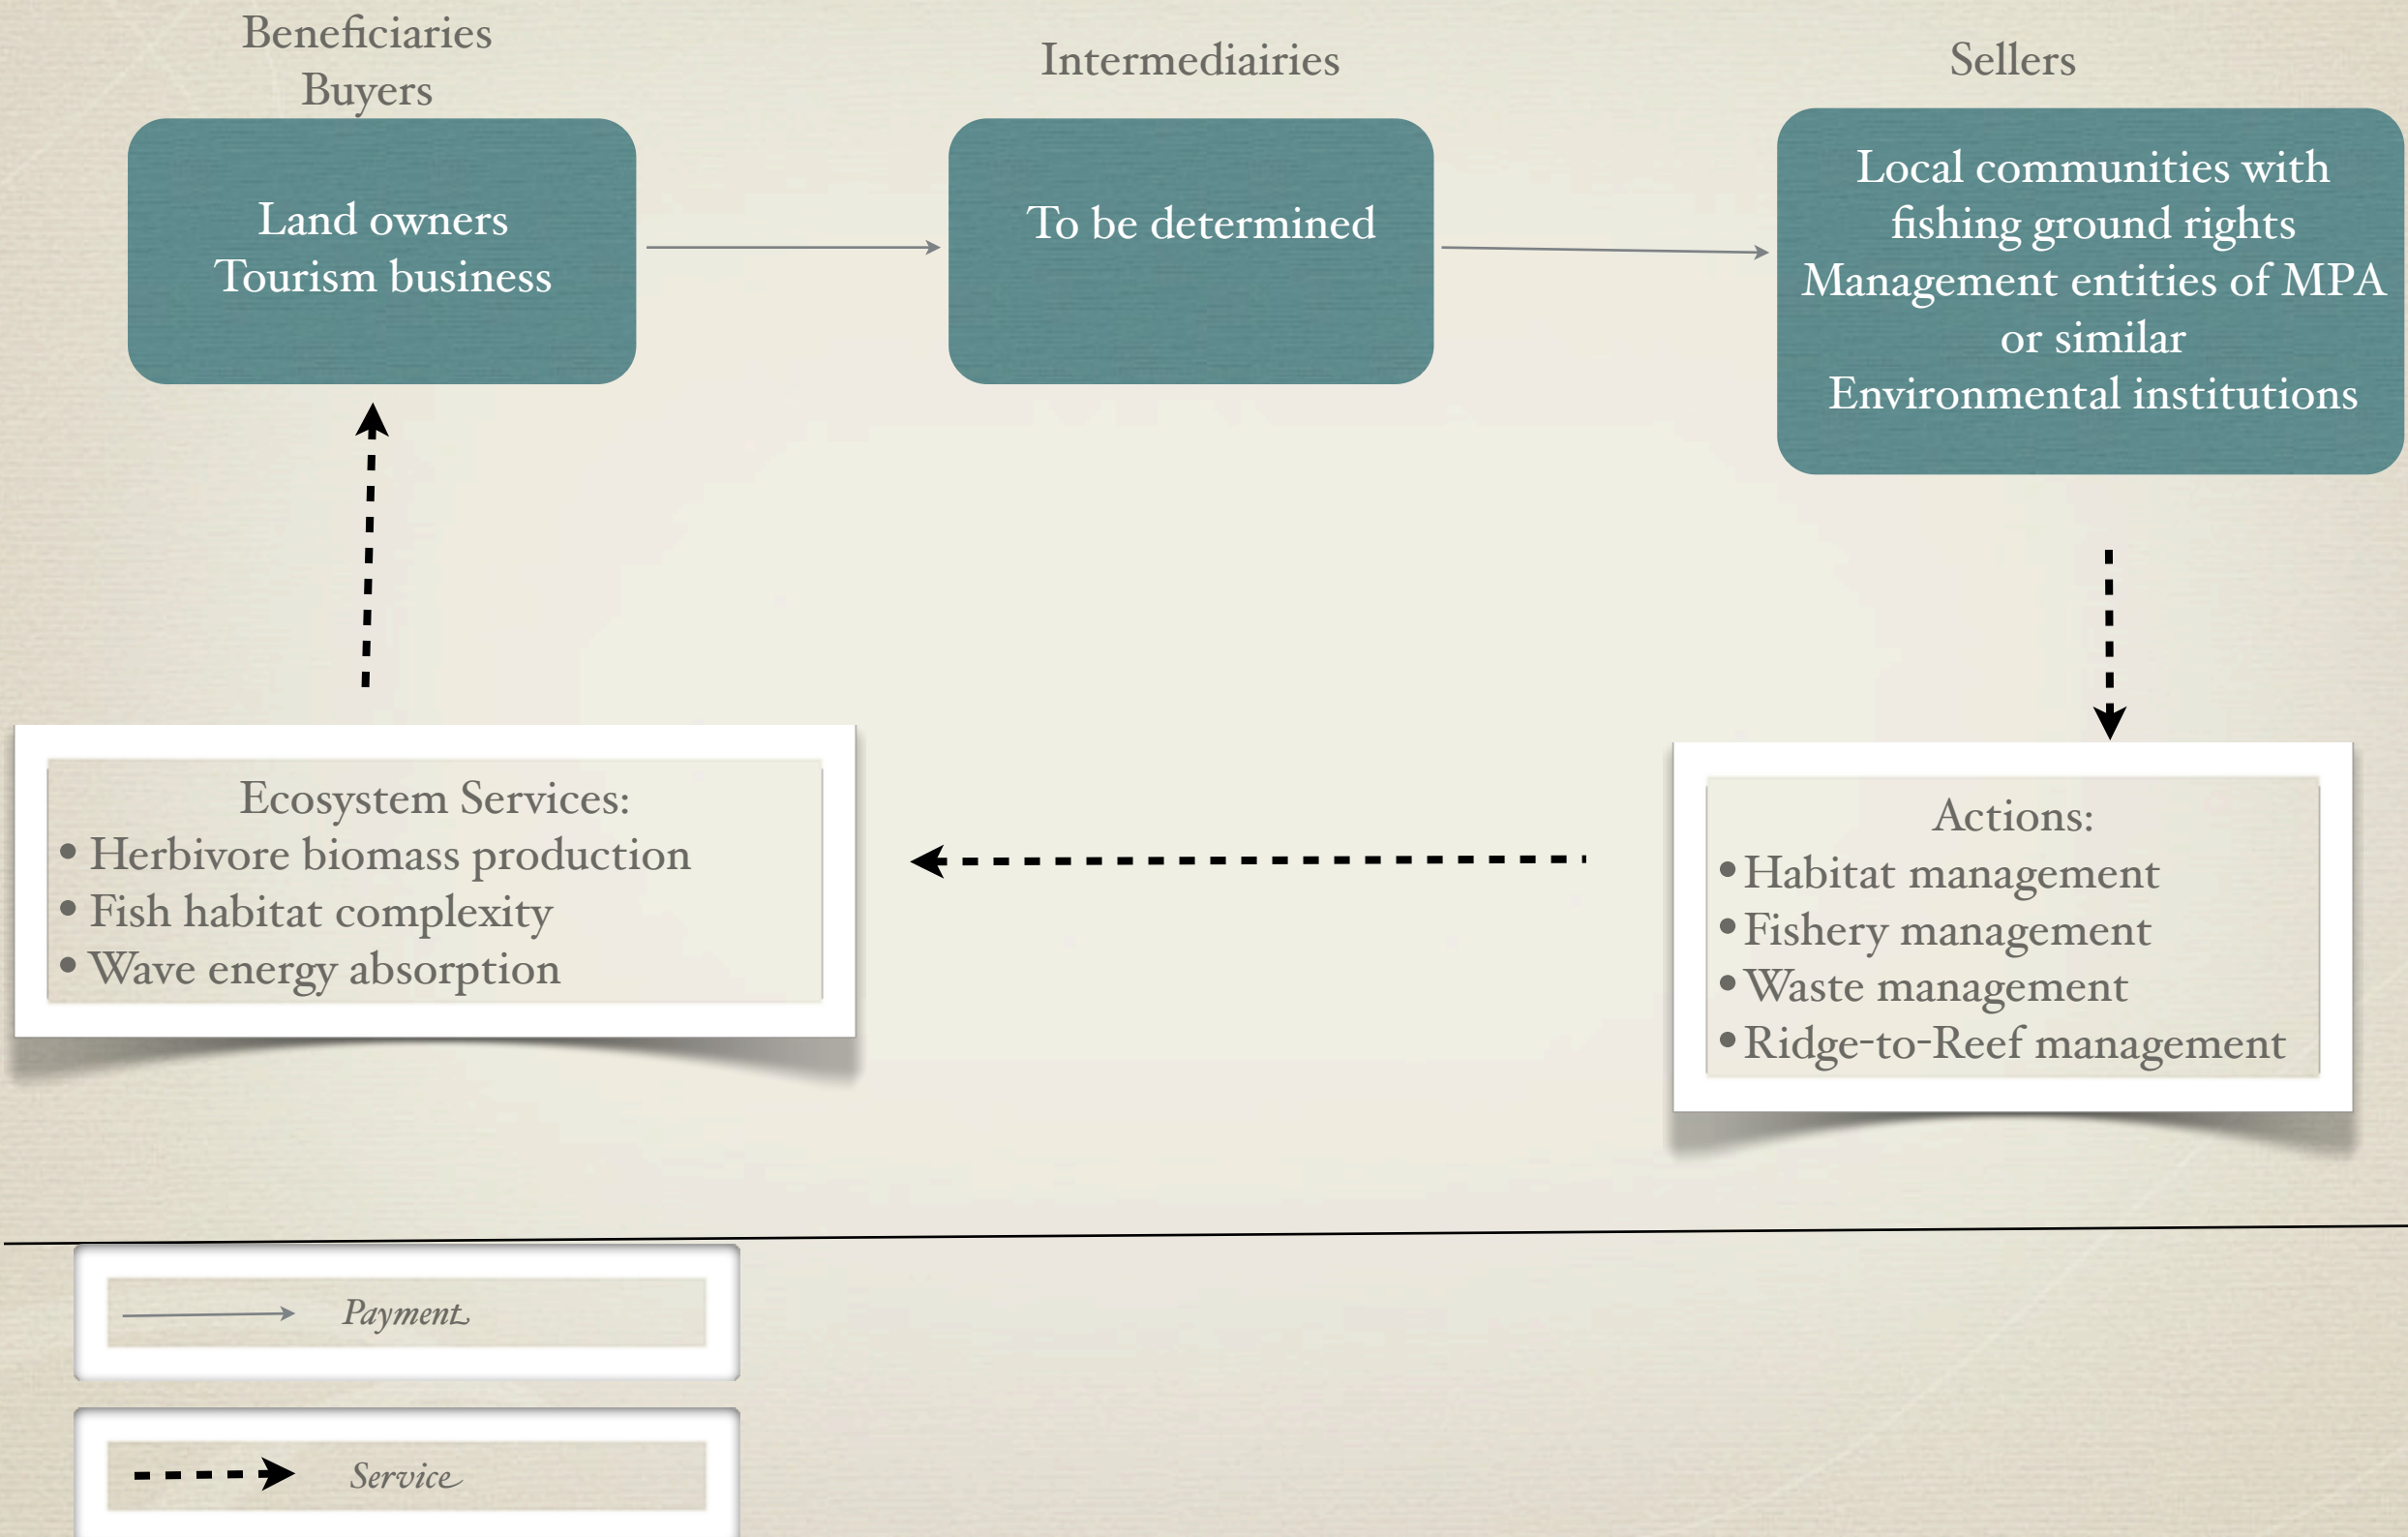 Beneficiaries
Buyers
Intermediairies
Sellers
Land owners
Tourism business
To be determined
Local communities with
fishing ground rights
Management entities of MPA
or similar
Environmental institutions
Ecosystem Services:
• Herbivore biomass production
• Fish habitat complexity
• Wave energy absorption
Actions:
• Habitat management
• Fishery management
• Waste management
• Ridge-to-Reef management
Payment
Service